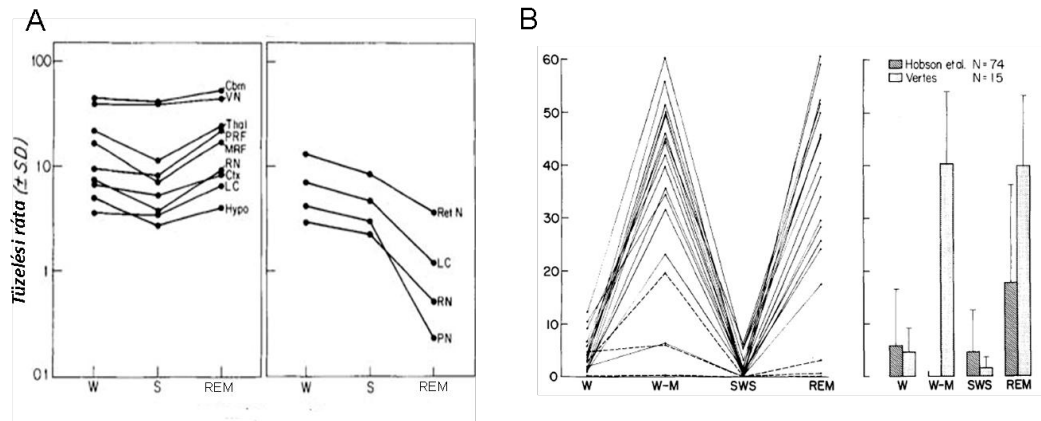 A
B
Tüzelési ráta (± SD)
100
10
1
01
Cbm
VN
Thal
PRF
MRF
RN
Ctx
LC
Hypo
W S REM
Ret N
LC
RN
PN
W S REM
60
50
40
30
20
10
0
W W-M SWS REM
Hobson et al. N=74
Vertes N=15
W W-M SWS REM